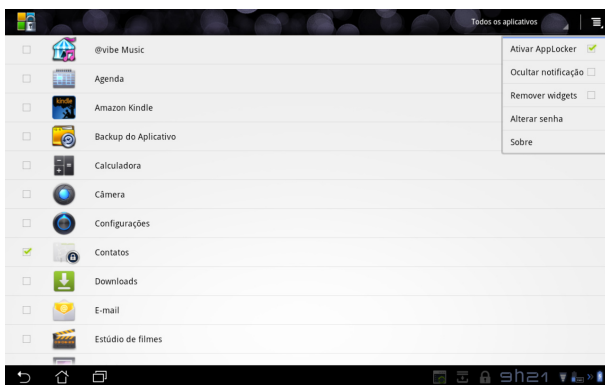 Todos os aplicativos
@vibe Music
Ativar AppLocker
Agenda
Ocultar notificação
kindle
Amazon Kindle
Remover widgets
Alterar senha
Backup do Aplicativo
Sobre
Calculadora
Câmera
Configurações
Contatos
Downloads
E-mail
Estúdio de filmes
9h21